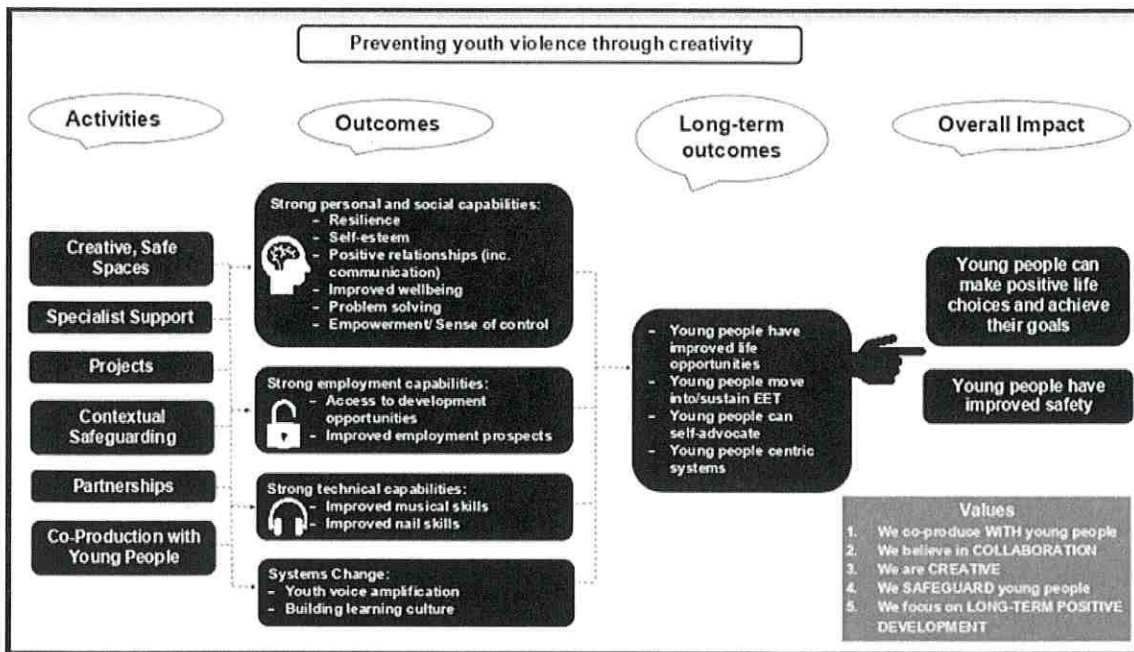 Preventing youth violence through creativity
Activities
Creative, Safe
Spaces
Specialist Support
Projects
Contextual
Safeguarding
Partnerships
Co-Production with
Young People
Outcomes
Strong personal and social capabilities:
- Resilience
- Self-esteem
- Positive relationships (inc.
communication)
- Improved wellbeing
- Problem solving
- Empowerment/ Sense of control
Strong employment capabilities:
- Access to development
opportunities
- Improved employment prospects
Strong technical capabilities:
- Improved musical skills
- Improved nail skills
Systems Change:
- Youth voice amplification
- Building learning culture
Long-term
outcomes
- Young people have
improved life
opportunities
- Young people move
into/sustain EET
- Young people can
self-advocate
- Young people centric
systems
Overall Impact
Young people can
make positive life
choices and achieve
their goals
Young people have
improved safety
Values
1. We co-produce WITH young people
2. We believe in COLLABORATION
3. We are CREATIVE
4. We SAFEGUARD young people
5. We focus on LONG-TERM POSITIVE
DEVELOPMENT